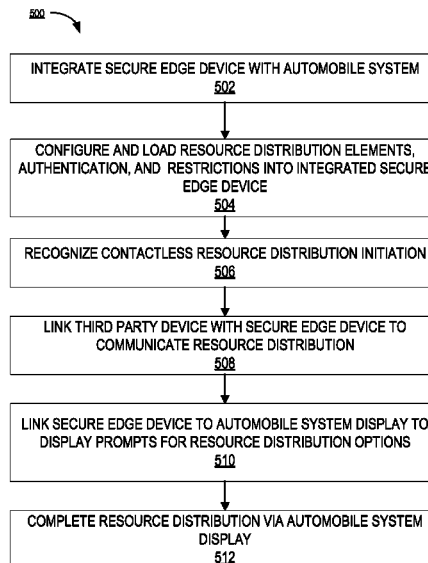 500
INTEGRATE SECURE EDGE DEVICE WITH AUTOMOBILE SYSTEM
502
CONFIGURE AND LOAD RESOURCE DISTRIBUTION ELEMENTS,
AUTHENTICATION, AND RESTRICTIONS INTO INTEGRATED SECURE
EDGE DEVICE
504
RECOGNIZE CONTACTLESS RESOURCE DISTRIBUTION INITIATION
506
LINK THIRD PARTY DEVICE WITH SECURE EDGE DEVICE TO
COMMUNICATE RESOURCE DISTRIBUTION
508
LINK SECURE EDGE DEVICE TO AUTOMOBILE SYSTEM DISPLAY TO
DISPLAY PROMPTS FOR RESOURCE DISTRIBUTION OPTIONS
510
COMPLETE RESOURCE DISTRIBUTION VIA AUTOMOBILE SYSTEM
DISPLAY
512